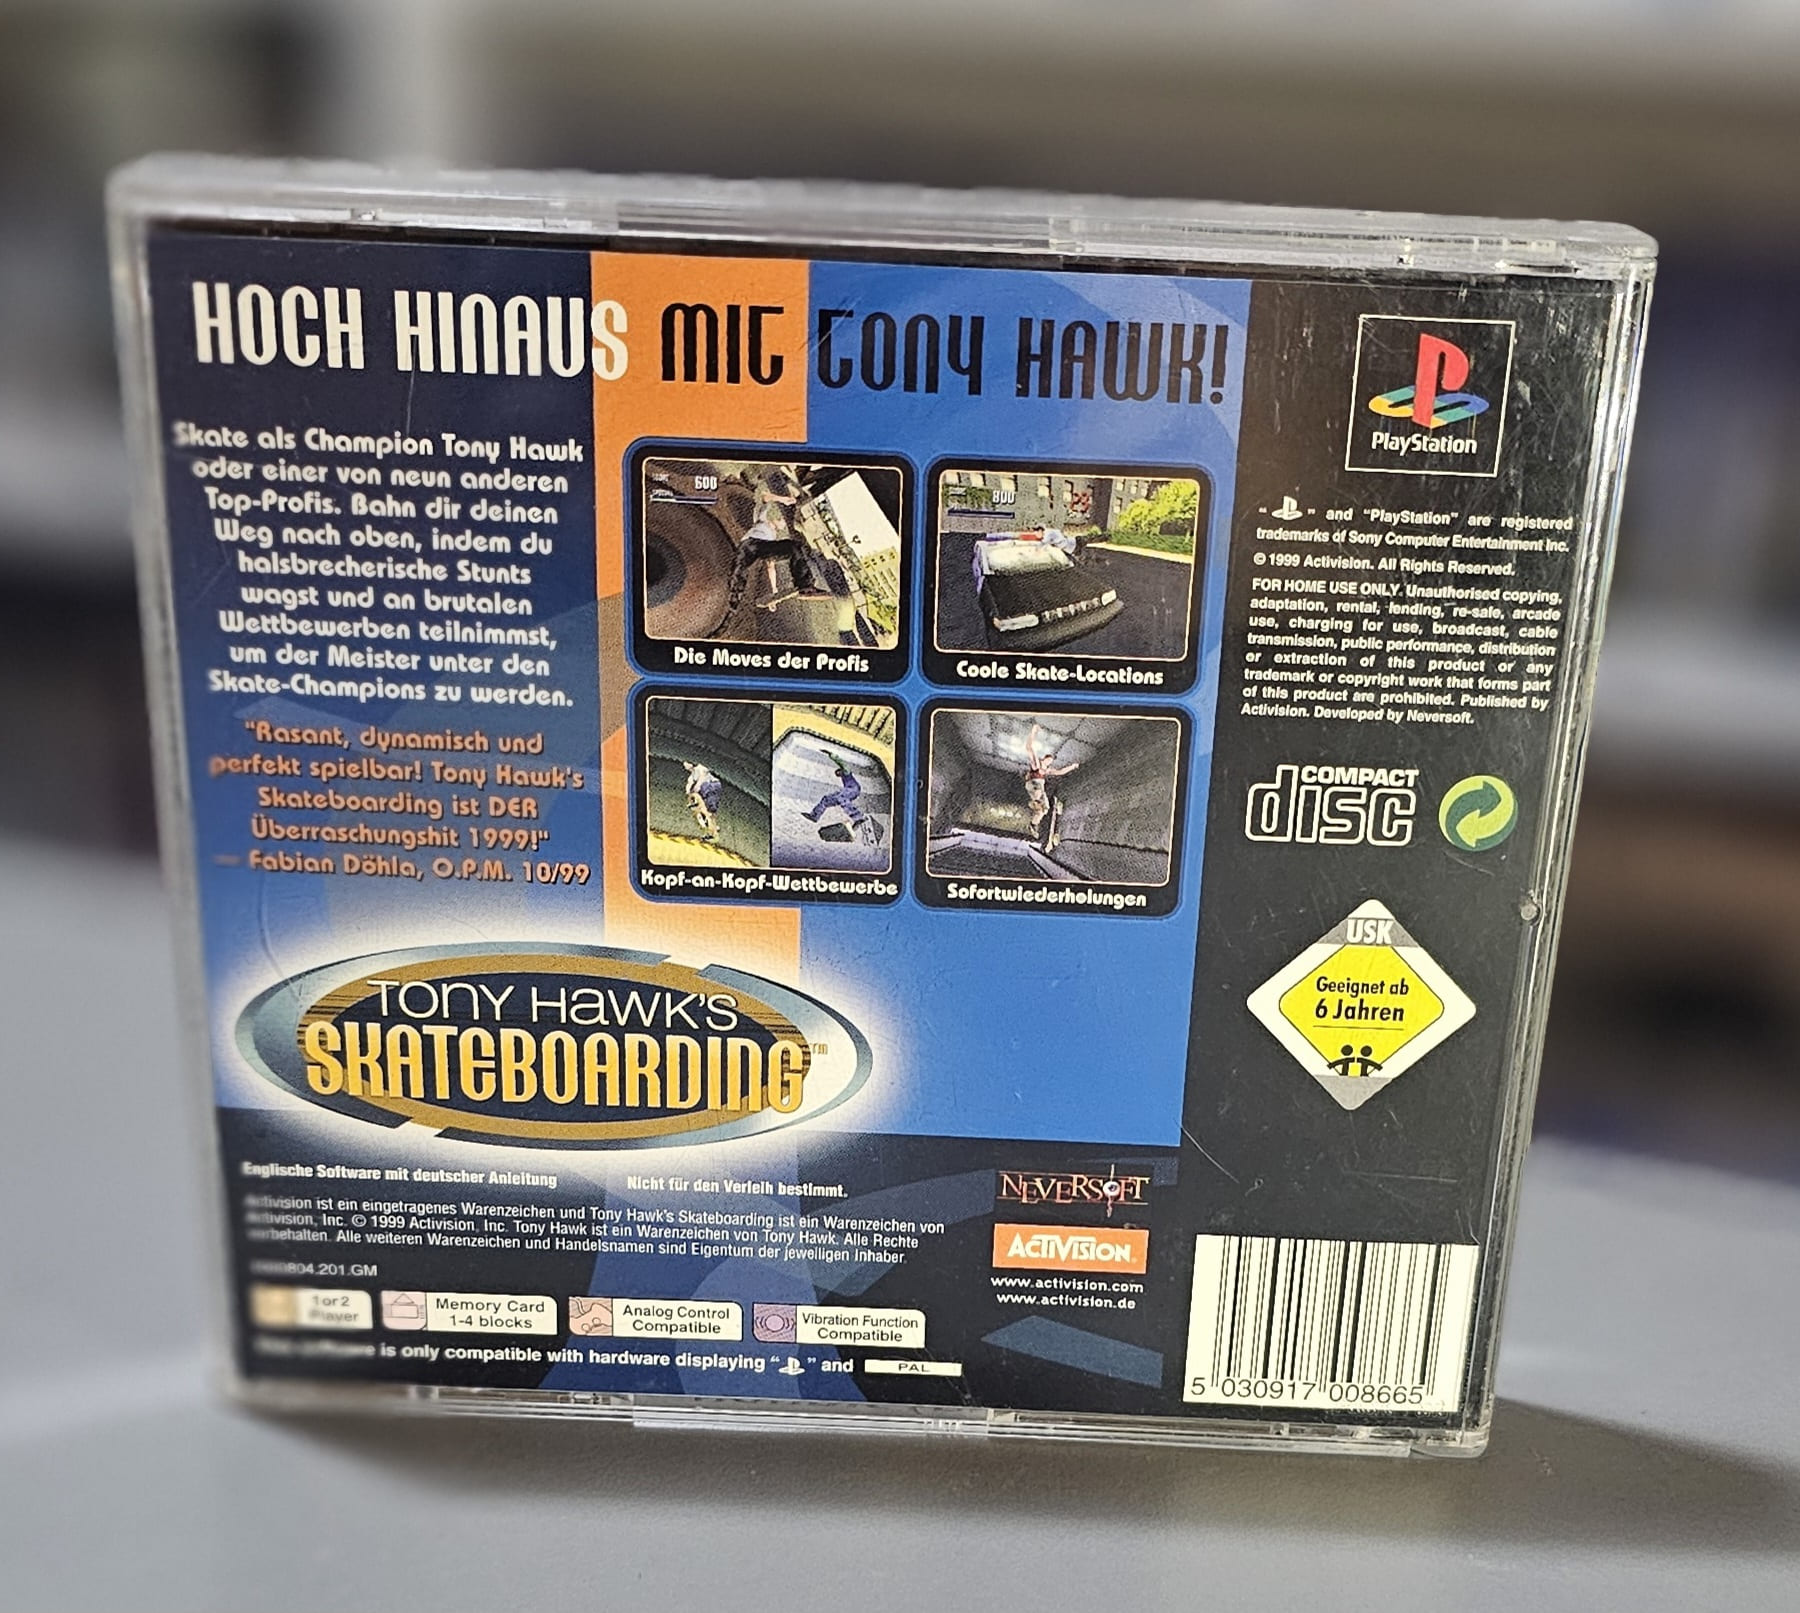 HOCH HINAUS MIT TONY HAWK!
Skate als Champion Tony Hawk
oder einer von neun anderen
Top-Profis. Bahn dir deinen
Weg nach oben, indem du
halsbrecherische Stunts
wagst und an brutalen
Wettbewerben teilnimmst,
um der Meister unter den
Skate-Champions zu werden.
"Rasant, dynamisch und
perfekt spielbar! Tony Hawk's
Skateboarding ist DER
Überraschungshit 1999!"
— Fabian Döhla, O.P.M. 10/99
600
Die Moves der Profis
800
Coole Skate-Locations
Kopf-an-Kopf-Wettbewerbe
Sofortwiederholungen
TONY HAWK'S
SKATEBOARDING™
Englische Software mit deutscher Anleitung
Nicht für den Verleih bestimmt.
Activision ist ein eingetragenes Warenzeichen und Tony Hawk's Skateboarding ist ein Warenzeichen von
Activision, Inc. © 1999 Activision, Inc. Tony Hawk ist ein Warenzeichen von Tony Hawk. Alle Rechte
vorbehalten. Alle weiteren Warenzeichen und Handelsnamen sind Eigentum der jeweiligen Inhaber.
804.201.GM
1 or 2
Player
Memory Card
1-4 blocks
Analog Control
Compatible
Vibration Function
Compatible
is only compatible with hardware displaying " " and PAL
NEVERSOFT
ACTIVISION®
www.activision.com
www.activision.de
PlayStation
" " and "PlayStation" are registered
trademarks of Sony Computer Entertainment Inc.
© 1999 Activision. All Rights Reserved.
FOR HOME USE ONLY. Unauthorised copying,
adaptation, rental, lending, re-sale, arcade
use, charging for use, broadcast, cable
transmission, public performance, distribution
or extraction of this product or any
trademark or copyright work that forms part
of this product are prohibited. Published by
Activision. Developed by Neversoft.
COMPACT
disc
USK
Geeignet ab
6 Jahren
5 030917 008665